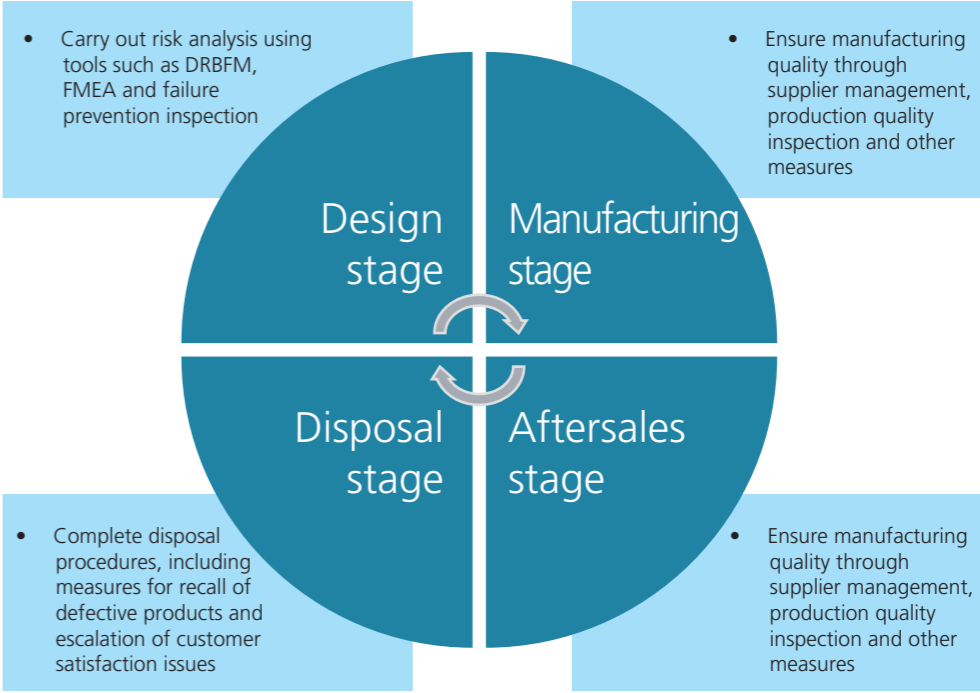 • Carry out risk analysis using
tools such as DRBFM,
FMEA and failure
prevention inspection
• Ensure manufacturing
quality through
supplier management,
production quality
inspection and other
measures
Design
stage
Manufacturing
stage
Disposal
stage
Aftersales
stage
• Complete disposal
procedures, including
measures for recall of
defective products and
escalation of customer
satisfaction issues
• Ensure manufacturing
quality through
supplier management,
production quality
inspection and other
measures